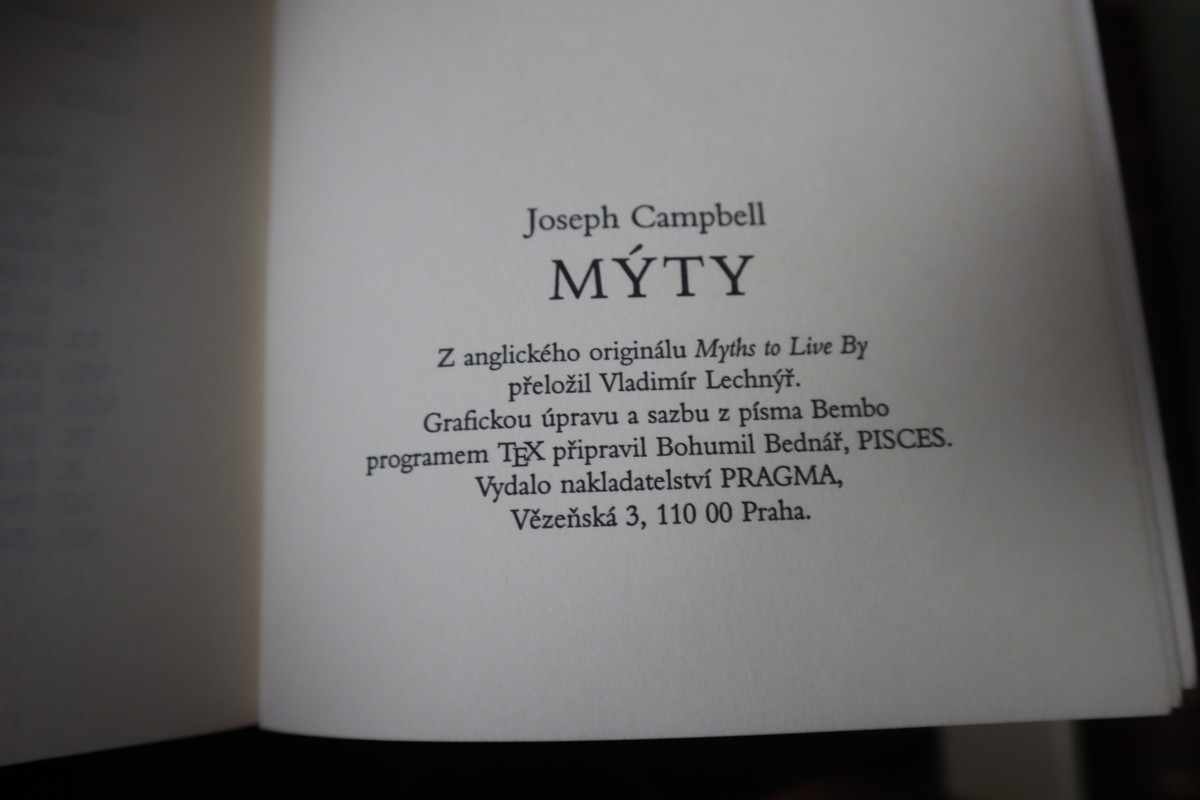 Joseph Campbell
MÝTY
Z anglického originálu Myths to Live By
přeložil Vladimír Lechnýř.
Grafickou úpravu a sazbu z písma Bembo
programem TEX připravil Bohumil Bednář, PISCES.
Vydalo nakladatelství PRAGMA,
Vězeňská 3, 110 00 Praha.